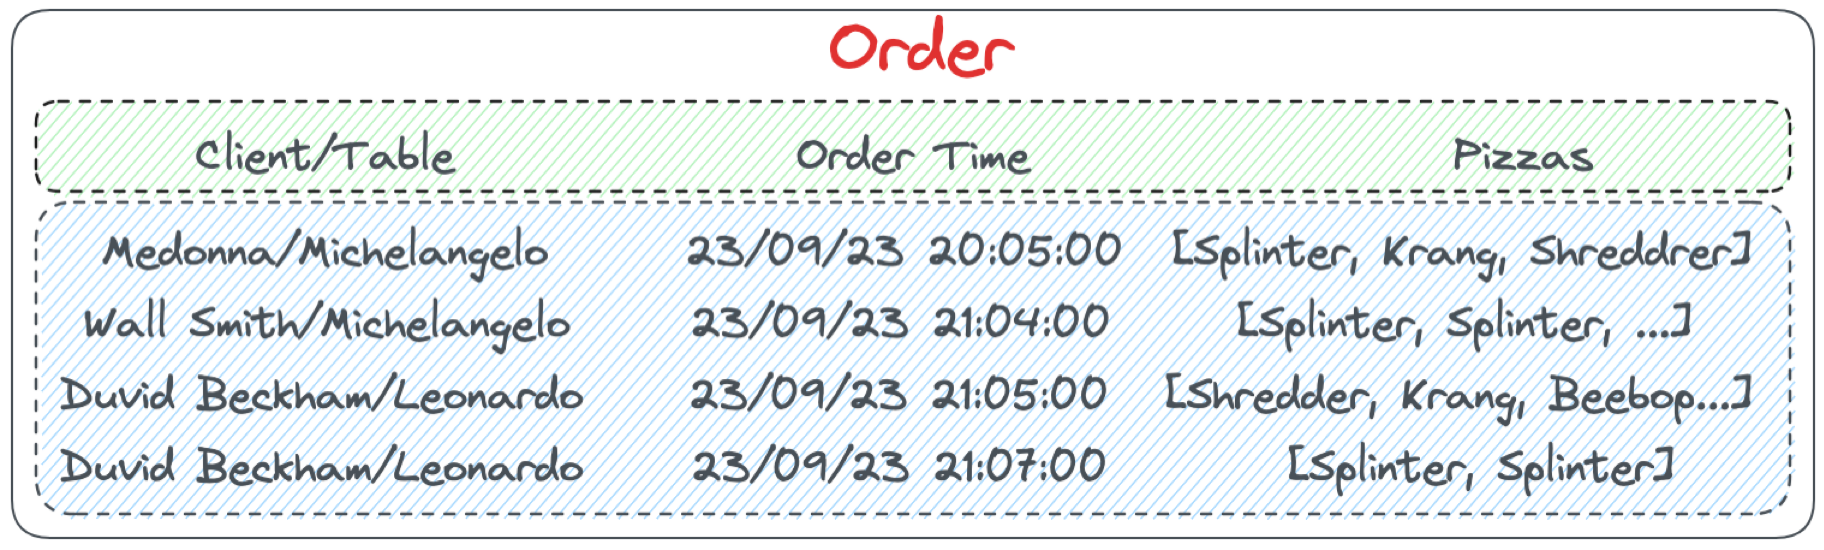 Order
Client/Table Order Time Pizzas
Medonna/Michelangelo 23/09/23 20:05:00 [Splinter, Krang, Shreddrer]
Wall Smith/Michelangelo 23/09/23 21:04:00 [Splinter, Splinter, ...]
Duvid Beckham/Leonardo 23/09/23 21:05:00 [Shredder, Krang, Beebop...]
Duvid Beckham/Leonardo 23/09/23 21:07:00 [Splinter, Splinter]